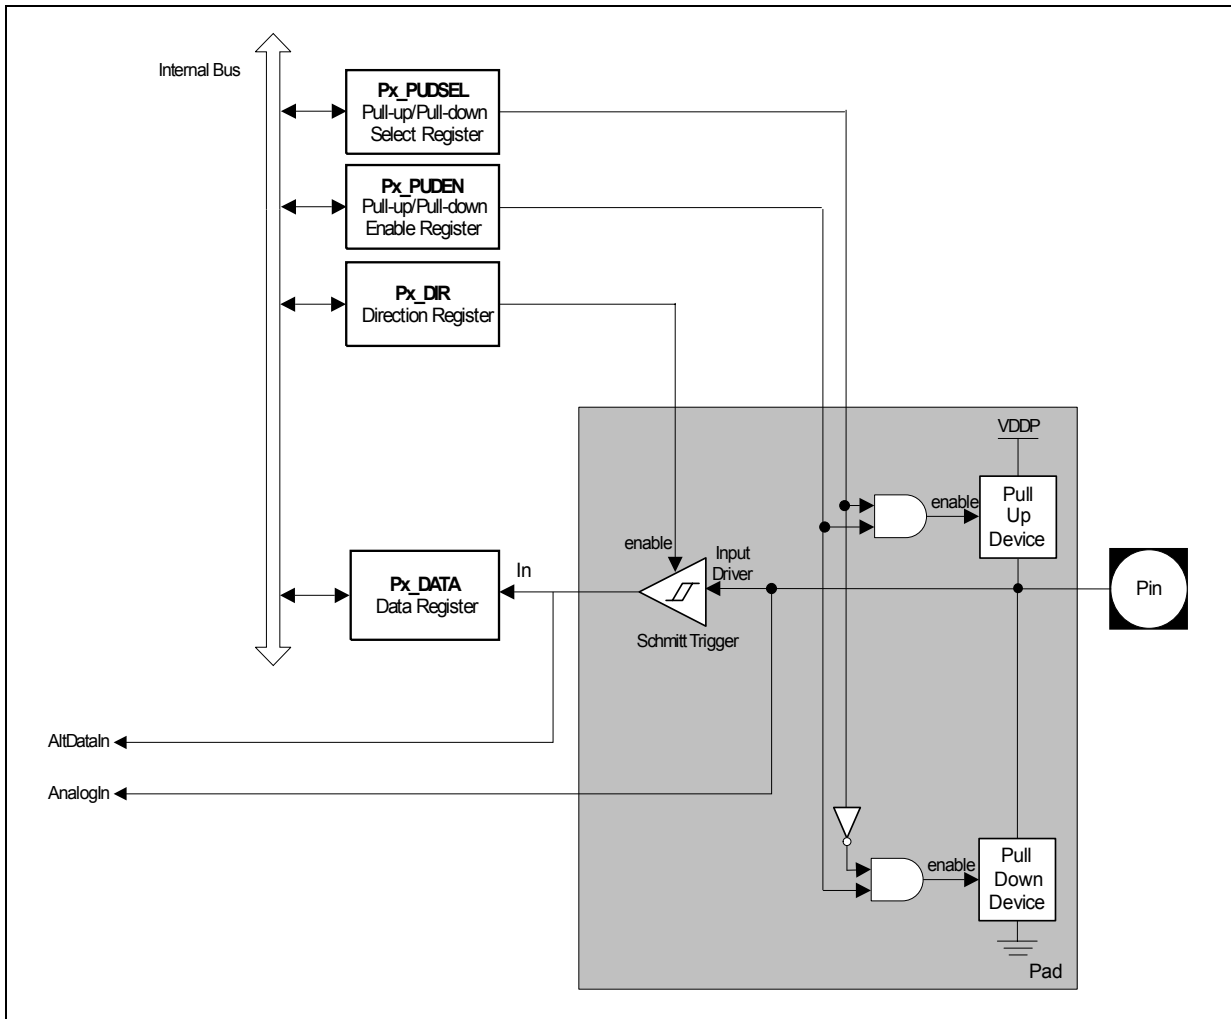 Internal Bus
Px_PUDSEL
Pull-up/Pull-down
Select Register
Px_PUDEN
Pull-up/Pull-down
Enable Register
Px_DIR
Direction Register
VDDP
Pull
Up
Device
enable
enable
Input
Driver
In
Px_DATA
Data Register
Schmitt Trigger
Pin
AltDataIn
AnalogIn
enable
Pull
Down
Device
Pad